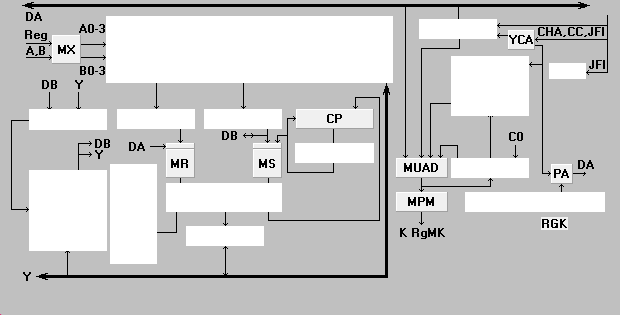 DA
Reg
A0-3
A,B
MX
B0-3
YCA
CHA,CC,JFI
JFI
DB Y
DB
CP
DA
MR
MS
DB
Y
C0
MUAD
PA
DA
MPM
K RgMK
RGK
Y